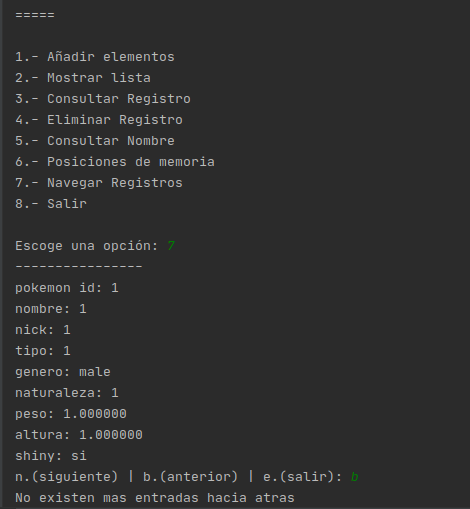 =====
1.- Añadir elementos
2.- Mostrar lista
3.- Consultar Registro
4.- Eliminar Registro
5.- Consultar Nombre
6.- Posiciones de memoria
7.- Navegar Registros
8.- Salir
Escoge una opción: 7
----------------
pokemon id: 1
nombre: 1
nick: 1
tipo: 1
genero: male
naturaleza: 1
peso: 1.000000
altura: 1.000000
shiny: si
n.(siguiente) | b.(anterior) | e.(salir): b
No existen mas entradas hacia atras